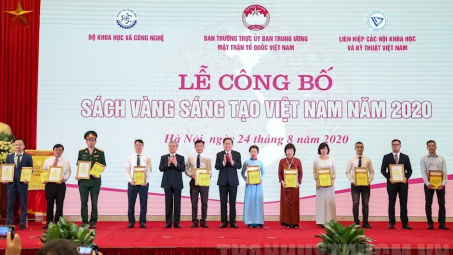 BỘ KHOA HỌC VÀ CÔNG NGHỆ
BAN THƯỜNG TRỰC ỦY BAN TRUNG ƯƠNG
MẶT TRẬN TỔ QUỐC VIỆT NAM
LIÊN HIỆP CÁC HỘI KHOA HỌC
VÀ KỸ THUẬT VIỆT NAM
LỄ CÔNG BỐ
SÁCH VÀNG SÁNG TẠO VIỆT NAM NĂM 2020
Hà Nội, ngày 24 tháng 8 năm 2020